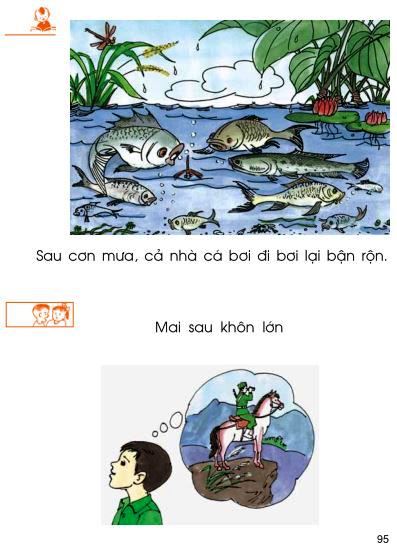 Sau cơn mưa, cả nhà cá bơi đi bơi lại bận rộn.
Mai sau khôn lớn
95